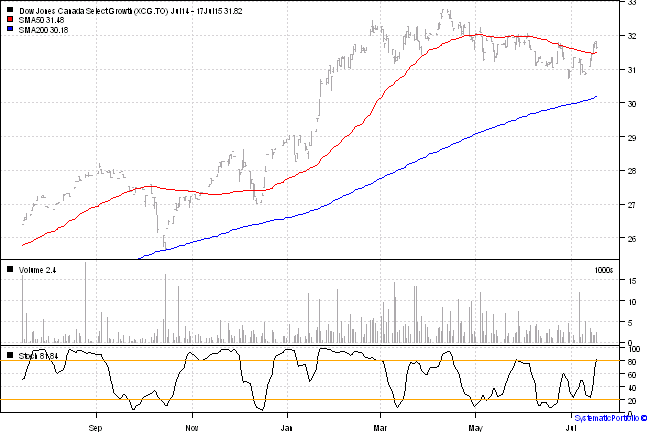 Dow Jones Canada Select Growth (XCG.TO) Jul14 - 17Jul15 31.82
SMA50 31.48
SMA200 30.18
33
32
31
30
29
28
27
26
Volume 2.4
1000s
15
10
5
0
Stoch 81.84
100
80
60
40
20
0
Sep
Nov
Jan
Mar
May
Jul
SystematicPortfolio ©